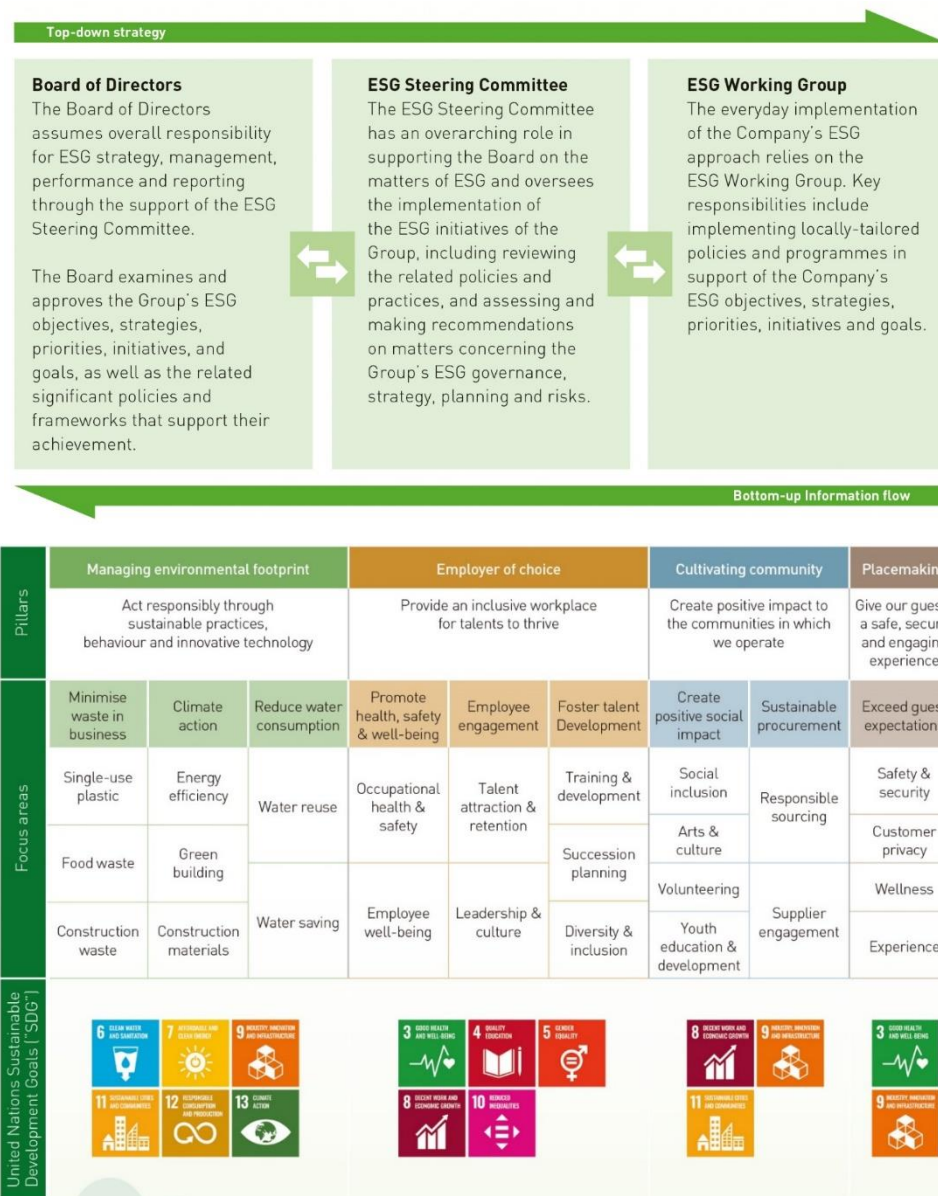 Top-down strategy
Board of Directors
The Board of Directors
assumes overall responsibility
for ESG strategy, management,
performance and reporting
through the support of the ESG
Steering Committee.
The Board examines and
approves the Group's ESG
objectives, strategies,
priorities, initiatives, and
goals, as well as the related
significant policies and
frameworks that support their
achievement.
ESG Steering Committee
The ESG Steering Committee
has an overarching role in
supporting the Board on the
matters of ESG and oversees
the implementation of
the ESG initiatives of the
Group, including reviewing
the related policies and
practices, and assessing and
making recommendations
on matters concerning the
Group's ESG governance,
strategy, planning and risks.
ESG Working Group
The everyday implementation
of the Company's ESG
approach relies on the
ESG Working Group. Key
responsibilities include
implementing locally-tailored
policies and programmes in
support of the Company's
ESG objectives, strategies,
priorities, initiatives and goals.
Bottom-up Information flow
Pillars
Managing environmental footprint
Act responsibly through
sustainable practices,
behaviour and innovative technology
Employer of choice
Provide an inclusive workplace
for talents to thrive
Cultivating community
Create positive impact to
the communities in which
we operate
Placemakin
Give our gues
a safe, secur
and engagin
experience
Focus areas
Minimise
waste in
business
Single-use
plastic
Food waste
Construction
waste
Climate
action
Energy
efficiency
Green
building
Construction
materials
Reduce water
consumption
Water reuse
Water saving
Promote
health, safety
& well-being
Occupational
health &
safety
Employee
well-being
Employee
engagement
Talent
attraction &
retention
Leadership &
culture
Foster talent
Development
Training &
development
Succession
planning
Diversity &
inclusion
Create
positive social
impact
Social
inclusion
Arts &
culture
Volunteering
Youth
education &
development
Sustainable
procurement
Responsible
sourcing
Supplier
engagement
Exceed gues
expectation
Safety &
security
Customer
privacy
Wellness
Experience
United Nations Sustainable
Development Goals ("SDG")
6 CLEAN WATER
AND SANITATION
7 AFFORDABLE AND
CLEAN ENERGY
9 INDUSTRY, INNOVATION
AND INFRASTRUCTURE
11 SUSTAINABLE CITIES
AND COMMUNITIES
12 RESPONSIBLE
CONSUMPTION
AND PRODUCTION
13 CLIMATE
ACTION
3 GOOD HEALTH
AND WELL-BEING
4 QUALITY
EDUCATION
5 GENDER
EQUALITY
8 DECENT WORK AND
ECONOMIC GROWTH
10 REDUCED
INEQUALITIES
8 DECENT WORK AND
ECONOMIC GROWTH
9 INDUSTRY, INNOVATION
AND INFRASTRUCTURE
11 SUSTAINABLE CITIES
AND COMMUNITIES
3 GOOD HEALTH
AND WELL-BEING
9 INDUSTRY, INNOVATION
AND INFRASTRUCTURE